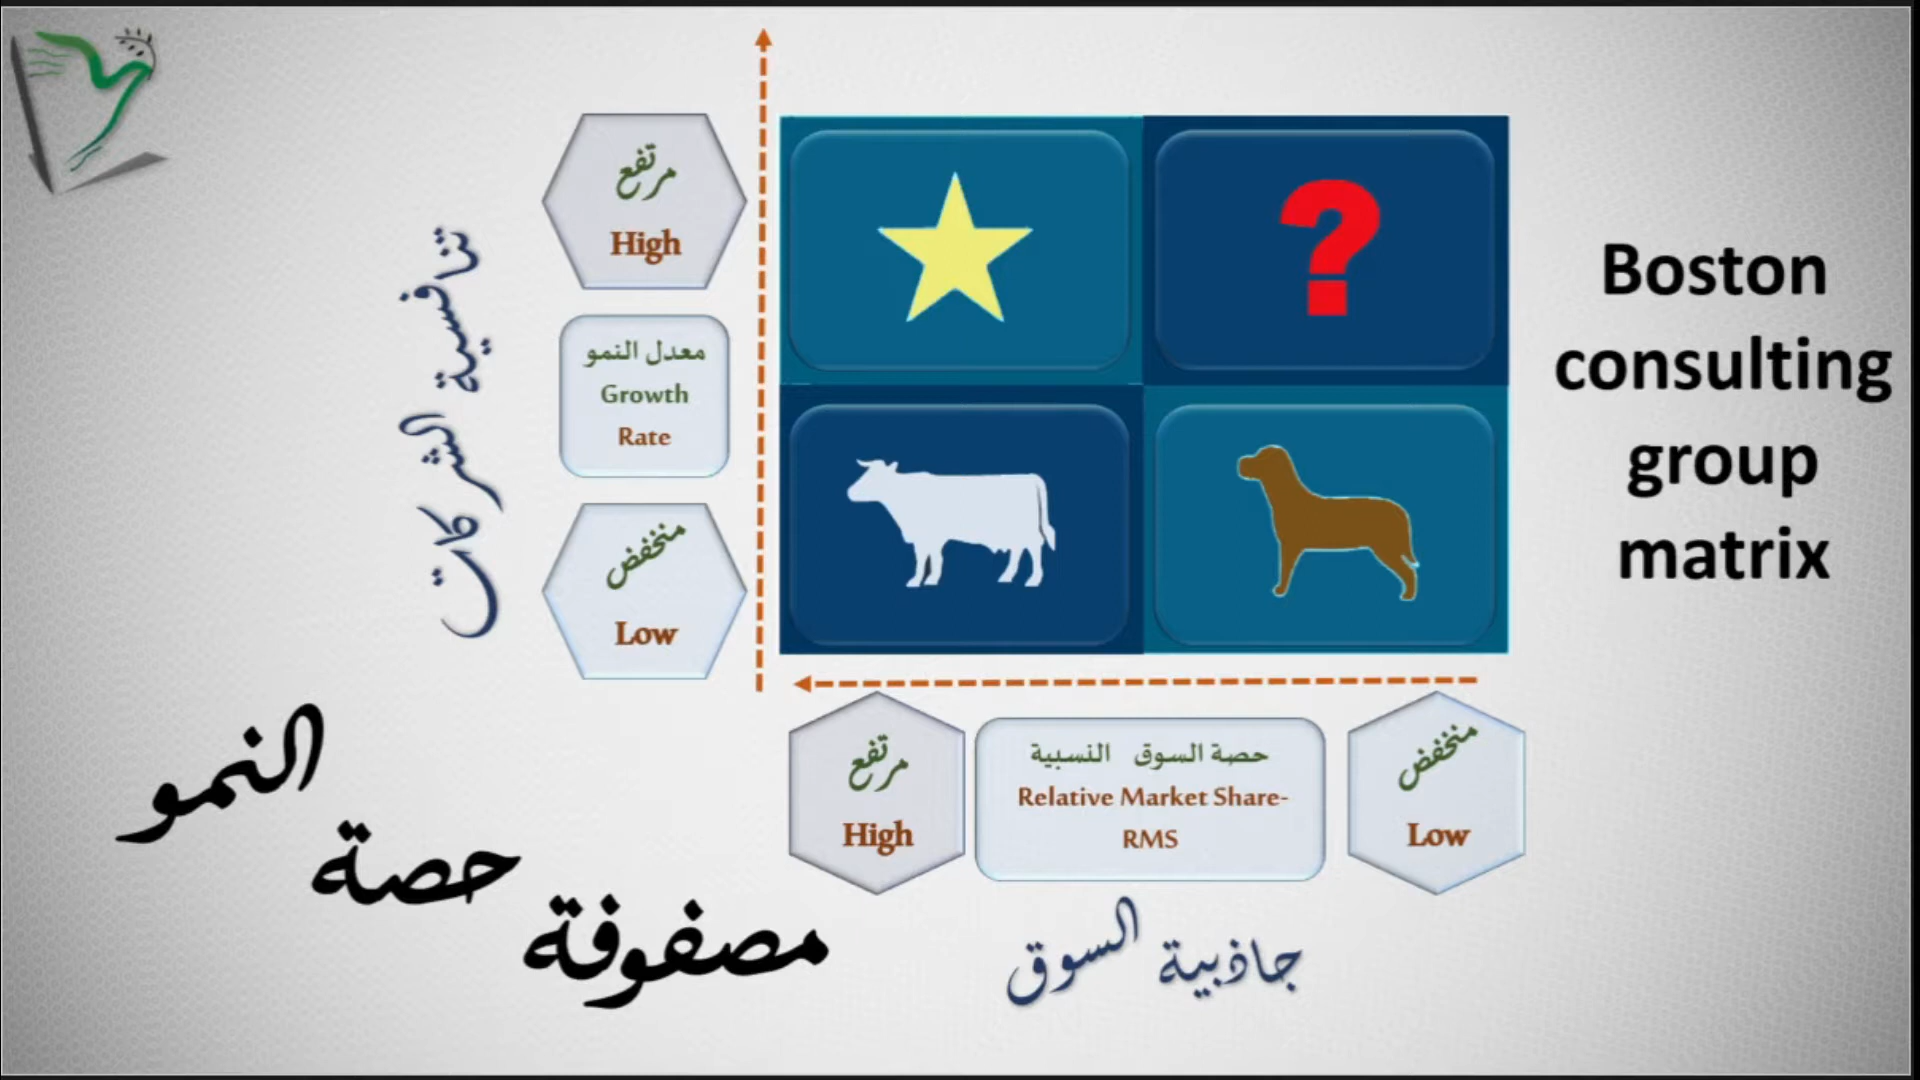 مرتفع
High
معدل النمو
Growth
Rate
منخفض
Low
تنافسية الشركات
Boston
consulting
group
matrix
مرتفع
High
حصة السوق النسبية
Relative Market Share-
RMS
منخفض
Low
جاذبية السوق
مصفوفة حصة النمو